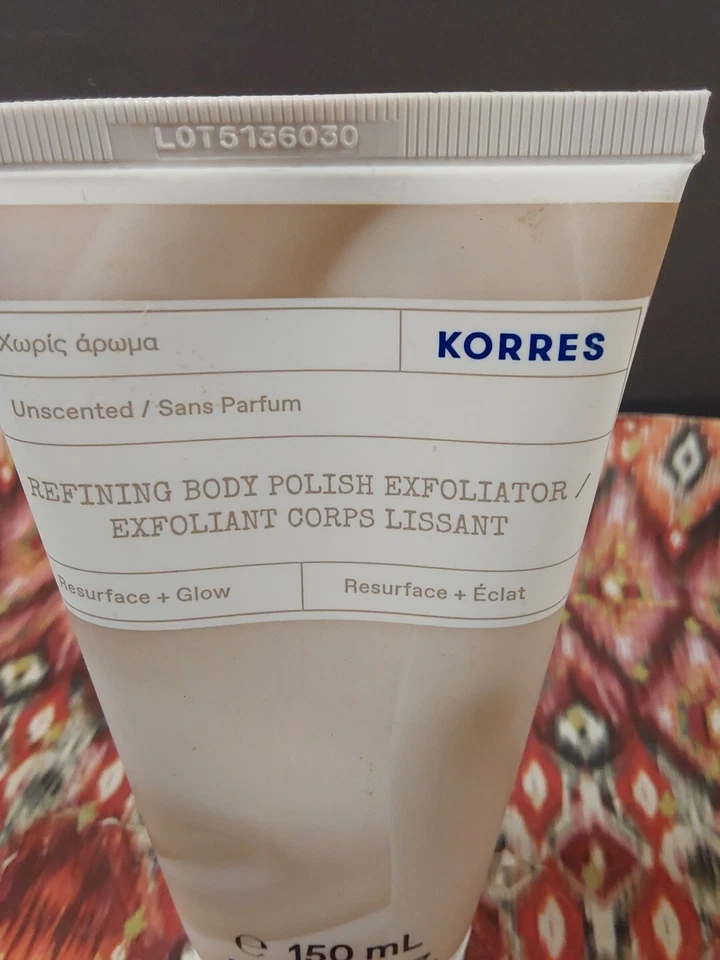 LOT5136030
Χωρίς άρωμα
KORRES
Unscented / Sans Parfum
REFINING BODY POLISH EXFOLIATOR /
EXFOLIANT CORPS LISSANT
Resurface + Glow
Resurface + Éclat
℮ 150 mL